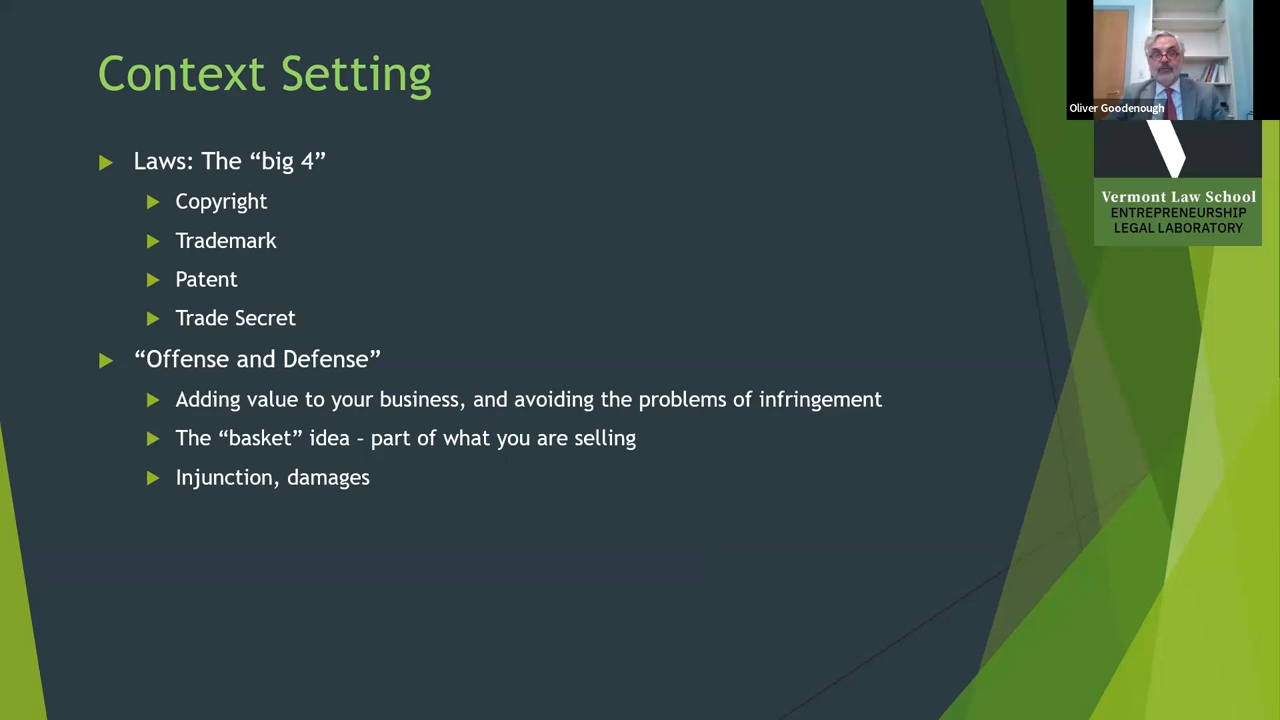 Context Setting
Laws: The “big 4”
Copyright
Trademark
Patent
Trade Secret
“Offense and Defense”
Adding value to your business, and avoiding the problems of infringement
The “basket” idea – part of what you are selling
Injunction, damages
Oliver Goodenough
Vermont Law School
ENTREPRENEURSHIP
LEGAL LABORATORY